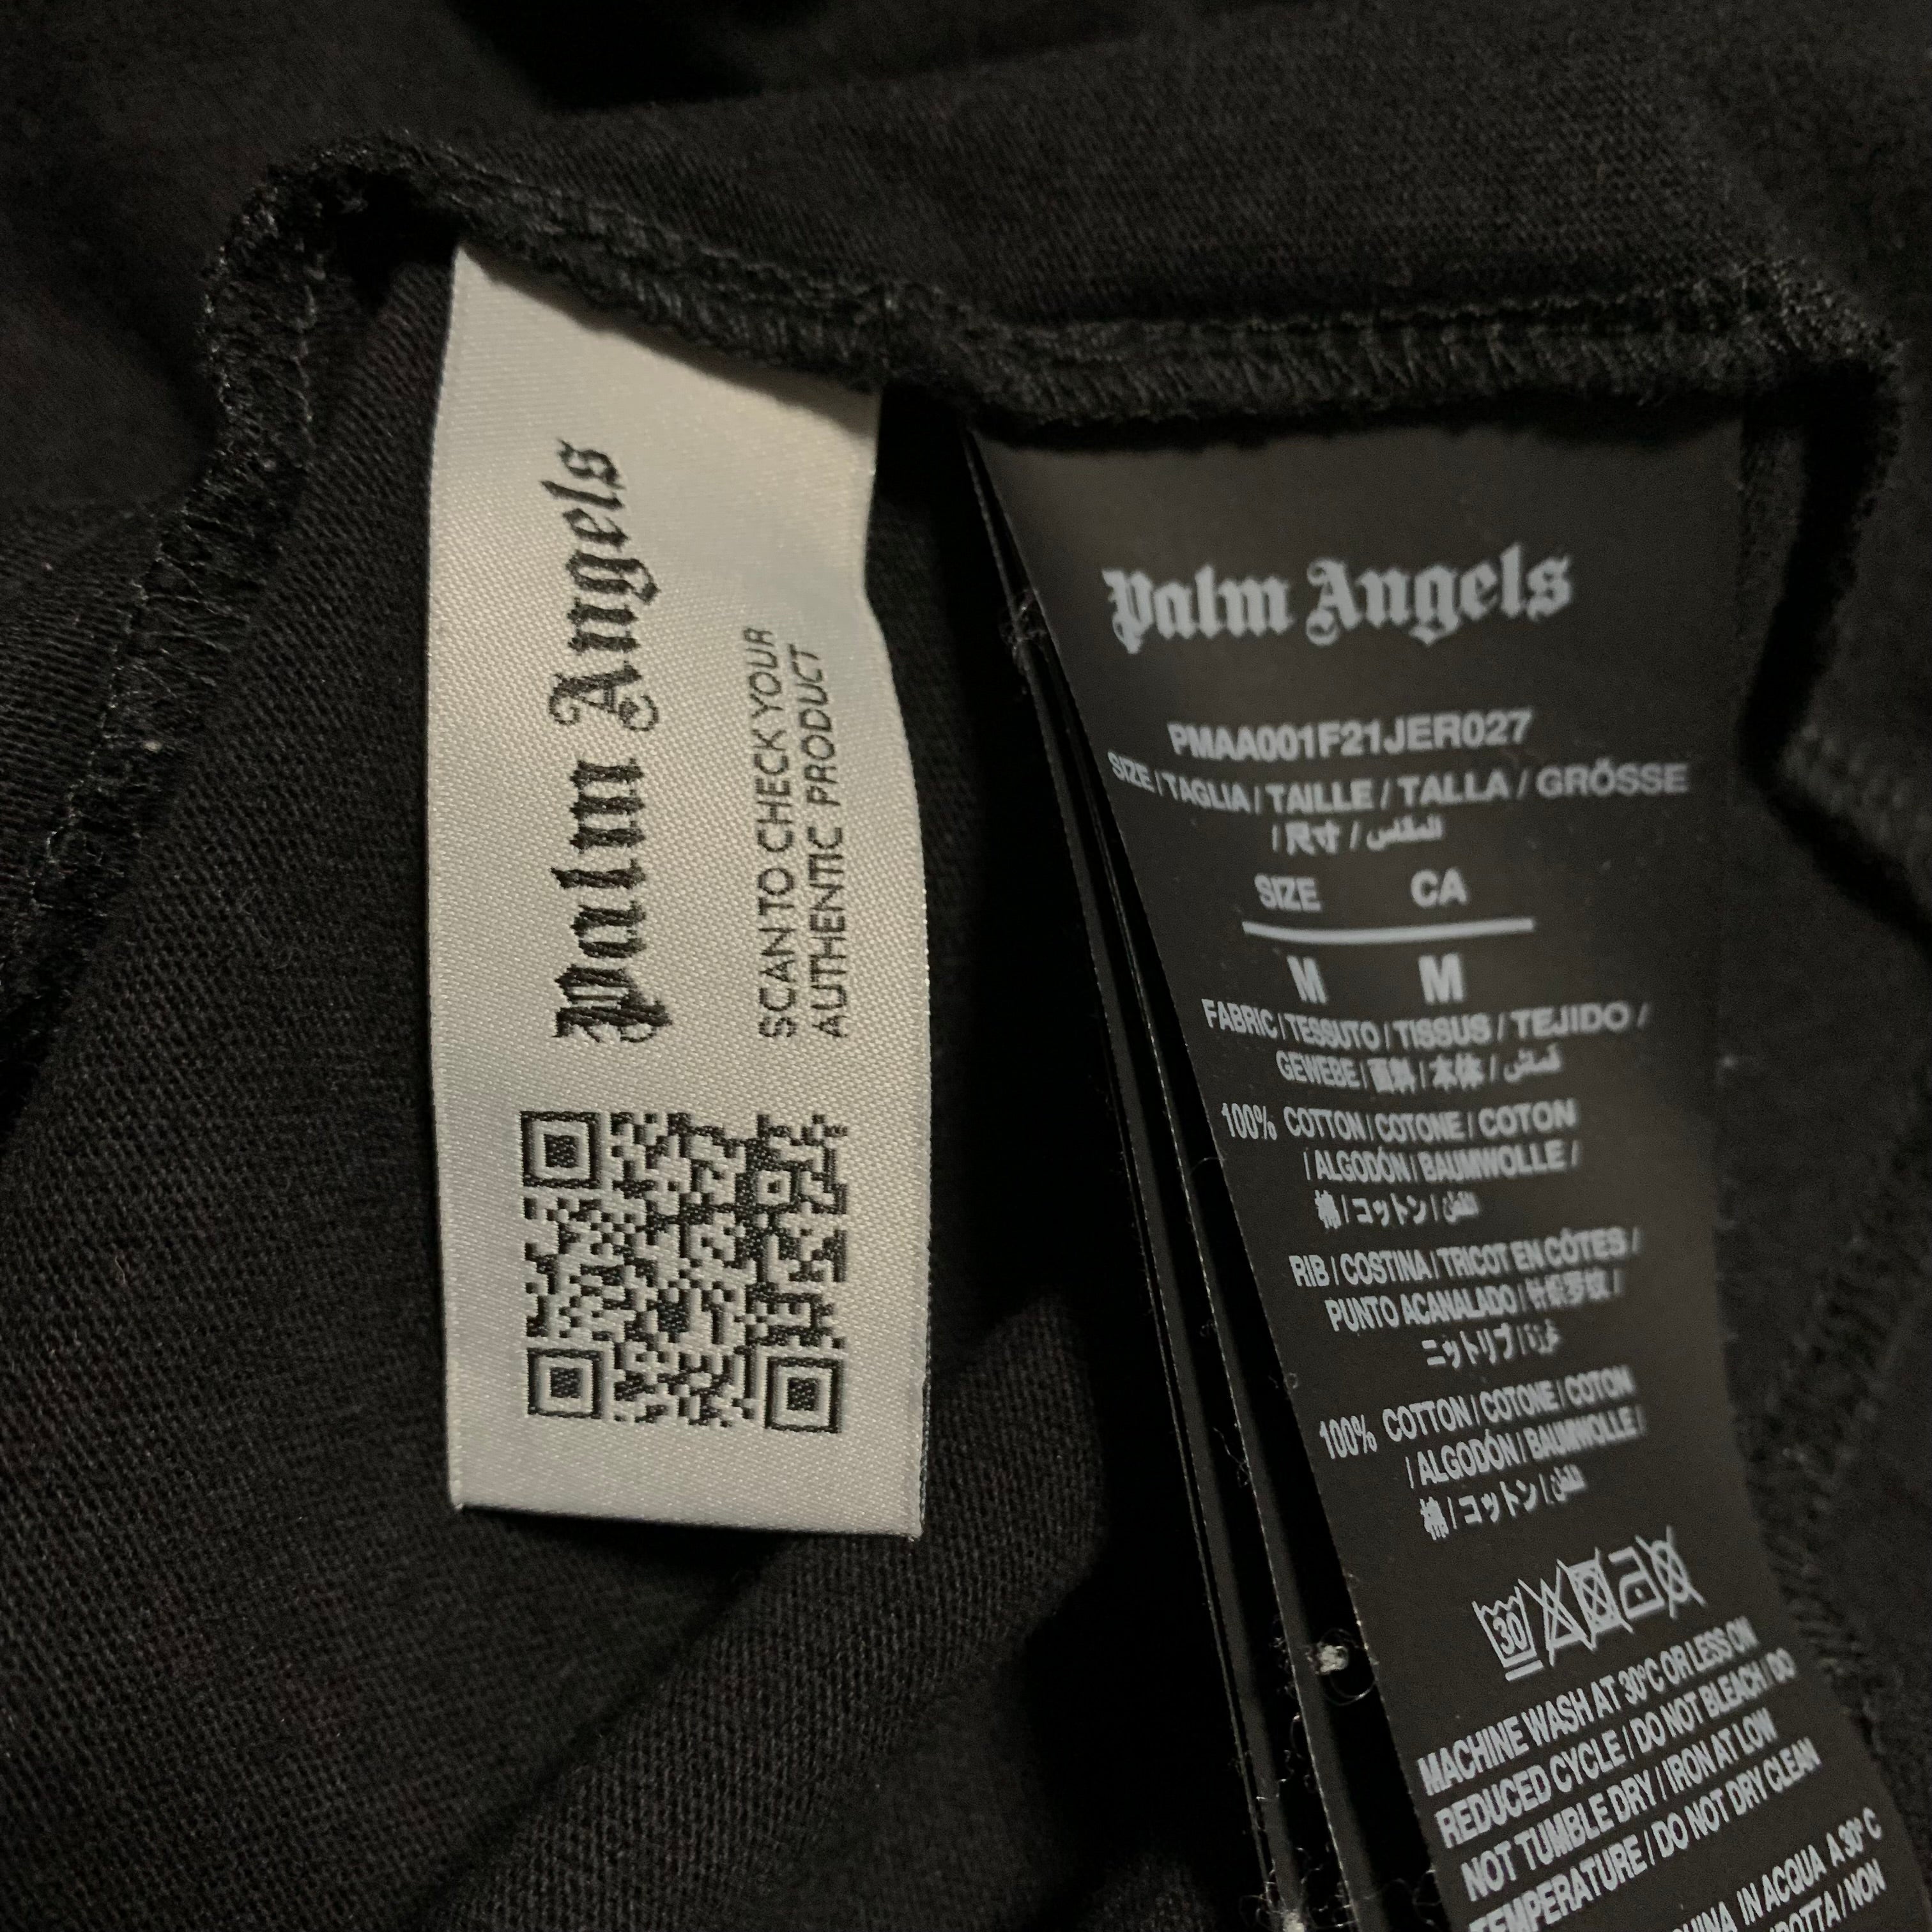 Palm Angels
SCAN TO CHECK YOUR
AUTHENTIC PRODUCT
Palm Angels
PMAA001F21JER027
SIZE / TAGLIA / TAILLE / TALLA / GRÖSSE
/ 尺寸 / المقاس
SIZE CA
M M
FABRIC / TESSUTO / TISSUS / TEJIDO /
GEWEBE / 面料 / 本体 / قماش
100% COTTON / COTONE / COTON
/ ALGODÓN / BAUMWOLLE /
棉 / コットン / القطن
RIB / COSTINA / TRICOT EN CÔTES /
PUNTO ACANALADO / 针织罗纹 /
ニットリブ /
100% COTTON / COTONE / COTON
/ ALGODÓN / BAUMWOLLE /
棉 / コットン / القطن
30
MACHINE WASH AT 30°C OR LESS ON
REDUCED CYCLE / DO NOT BLEACH / DO
NOT TUMBLE DRY / IRON AT LOW
TEMPERATURE / DO NOT DRY CLEAN
IN ACQUA A 30° C
/ NON